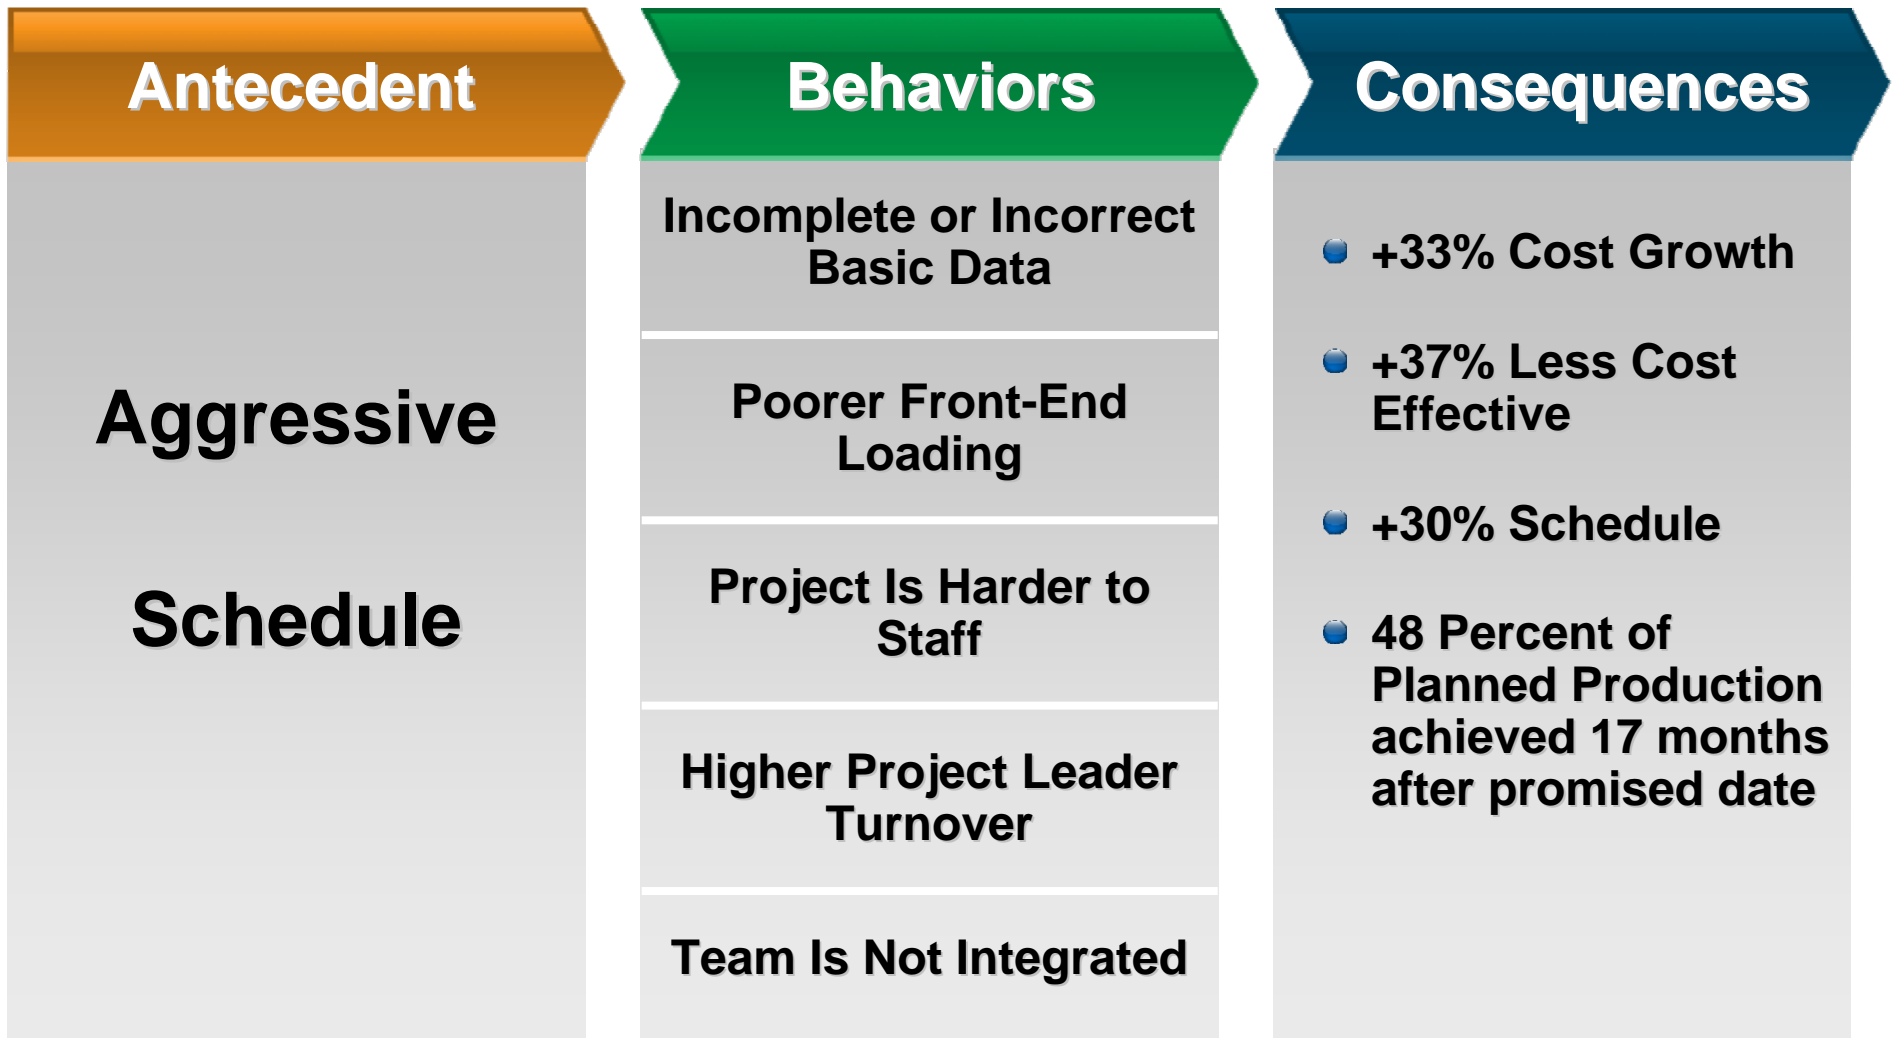 Antecedent
Aggressive
Schedule
Behaviors
Incomplete or Incorrect
Basic Data
Poorer Front-End
Loading
Project Is Harder to
Staff
Higher Project Leader
Turnover
Team Is Not Integrated
Consequences
+33% Cost Growth
+37% Less Cost
Effective
+30% Schedule
48 Percent of
Planned Production
achieved 17 months
after promised date